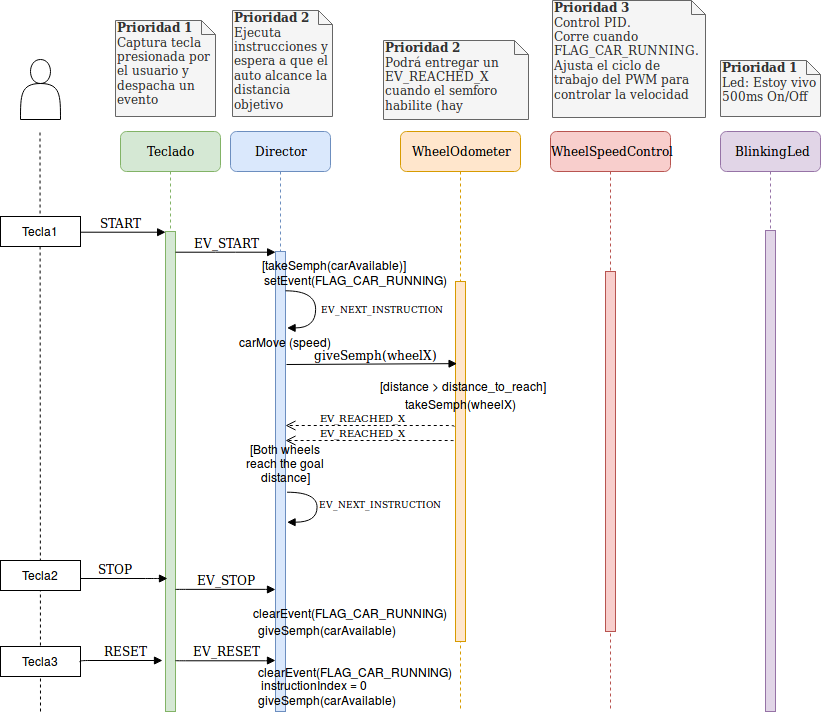 Prioridad 1
Captura tecla
presionada por
el usuario y
despacha un
evento
Prioridad 2
Ejecuta
instrucciones y
espera a que el
auto alcance la
distancia
objetivo
Prioridad 2
Podrá entregar un
EV_REACHED_X
cuando el semforo
habilite (hay
Prioridad 3
Control PID.
Corre cuando
FLAG_CAR_RUNNING.
Ajusta el ciclo de
trabajo del PWM para
controlar la velocidad
Prioridad 1
Led: Estoy vivo
500ms On/Off
Teclado
Director
WheelOdometer
WheelSpeedControl
BlinkingLed
Tecla1
START
EV_START
[takeSemph(carAvailable)]
setEvent(FLAG_CAR_RUNNING)
EV_NEXT_INSTRUCTION
carMove (speed)
giveSemph(wheelX)
[distance > distance_to_reach]
takeSemph(wheelX)
EV_REACHED_X
EV_REACHED_X
[Both wheels
reach the goal
distance]
EV_NEXT_INSTRUCTION
Tecla2
STOP
EV_STOP
clearEvent(FLAG_CAR_RUNNING)
giveSemph(carAvailable)
Tecla3
RESET
EV_RESET
clearEvent(FLAG_CAR_RUNNING)
instructionIndex = 0
giveSemph(carAvailable)